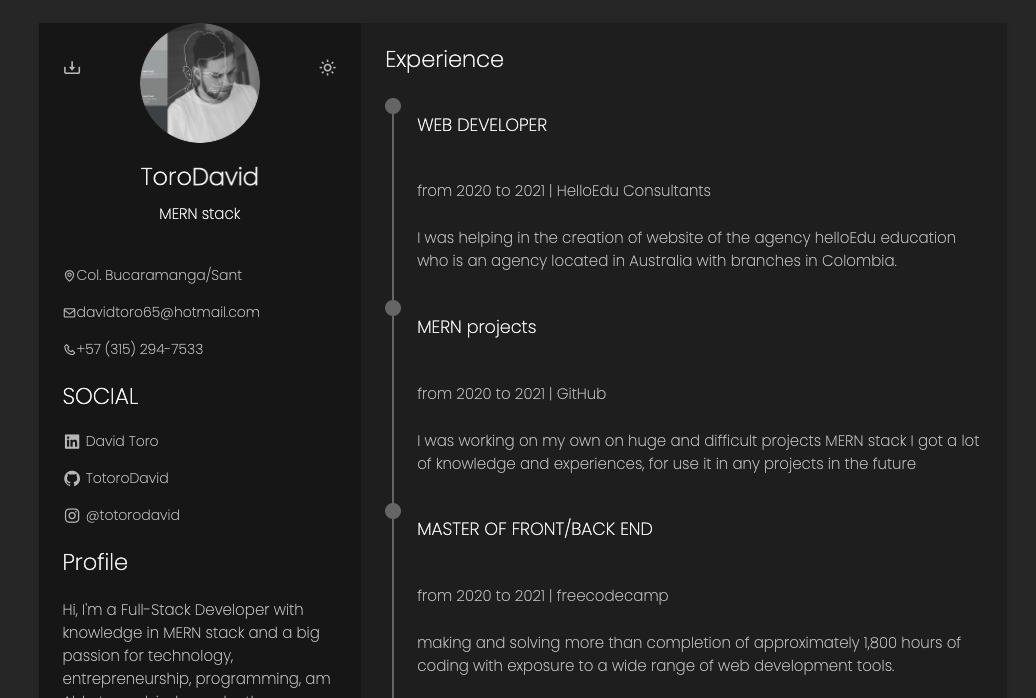 ToroDavid
MERN stack
Col. Bucaramanga/Sant
davidtoro65@hotmail.com
+57 (315) 294-7533
SOCIAL
David Toro
TotoroDavid
@totorodavid
Profile
Hi, I'm a Full-Stack Developer with
knowledge in MERN stack and a big
passion for technology,
entrepreneurship, programming, am
Experience
WEB DEVELOPER
from 2020 to 2021 | HelloEdu Consultants
I was helping in the creation of website of the agency helloEdu education
who is an agency located in Australia with branches in Colombia.
MERN projects
from 2020 to 2021 | GitHub
I was working on my own on huge and difficult projects MERN stack I got a lot
of knowledge and experiences, for use it in any projects in the future
MASTER OF FRONT/BACK END
from 2020 to 2021 | freecodecamp
making and solving more than completion of approximately 1,800 hours of
coding with exposure to a wide range of web development tools.